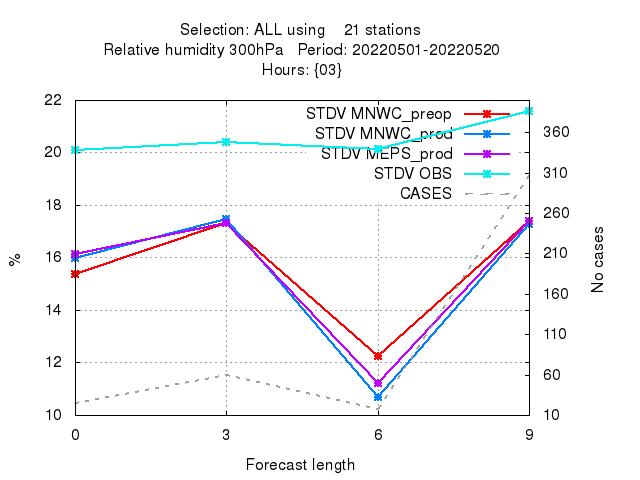 Selection: ALL using    21 stations
Relative humidity 300hPa   Period: 20220501-20220520
Hours: {03}
STDV MNWC_preop
STDV MNWC_prod
STDV MEPS_prod
STDV OBS
CASES
22
20
18
16
14
12
10
%
360
310
260
210
160
110
60
10
No cases
0 3 6 9
Forecast length